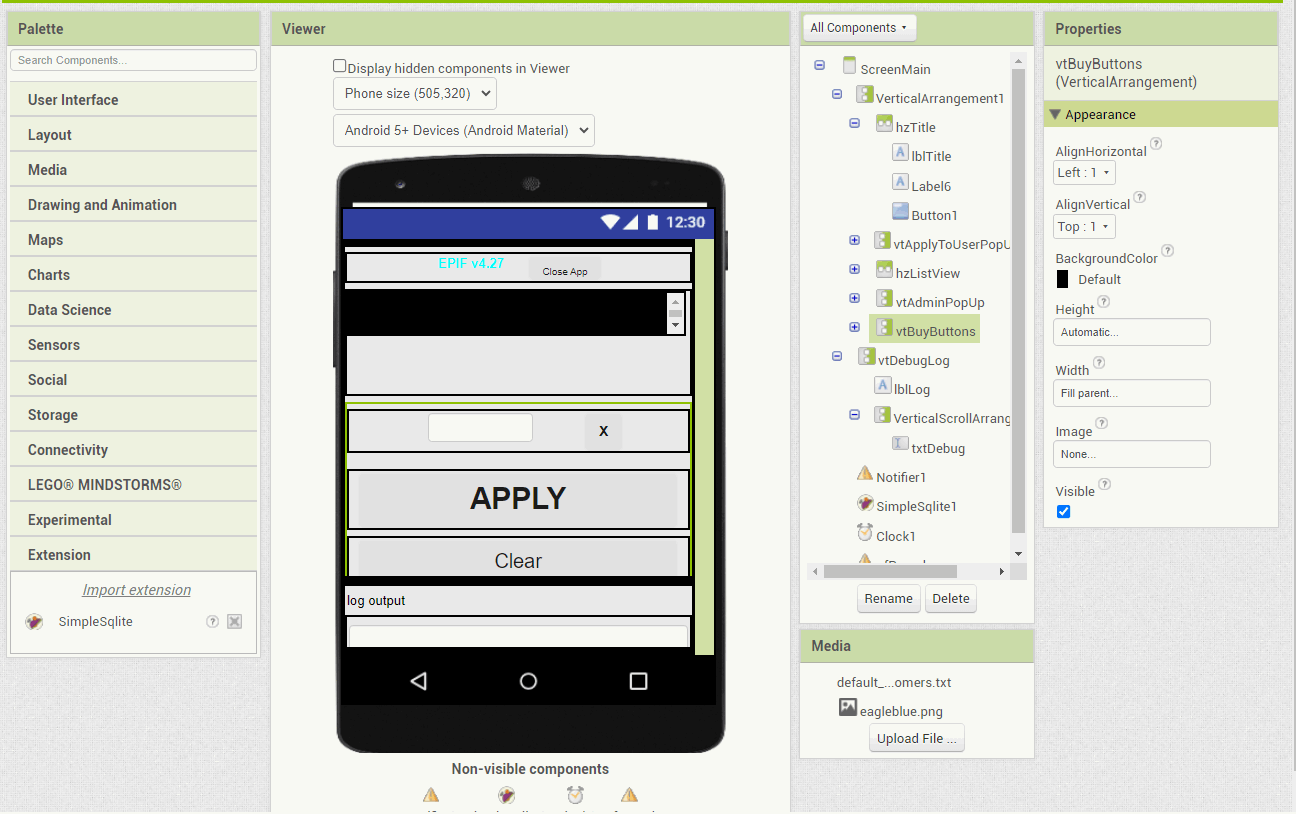 Palette
Search Components...
User Interface
Layout
Media
Drawing and Animation
Maps
Charts
Data Science
Sensors
Social
Storage
Connectivity
LEGO® MINDSTORMS®
Experimental
Extension
Import extension
SimpleSqlite
?
Viewer
Display hidden components in Viewer
Phone size (505,320)
Android 5+ Devices (Android Material)
12:30
EPIF v4.27
Close App
X
APPLY
Clear
log output
Non-visible components
All Components
ScreenMain
VerticalArrangement1
hzTitle
A lblTitle
A Label6
Button1
vtApplyToUserPopU
hzListView
vtAdminPopUp
vtBuyButtons
vtDebugLog
A lblLog
VerticalScrollArrang
txtDebug
Notifier1
SimpleSqlite1
Clock1
Rename
Delete
Media
default_...omers.txt
eagleblue.png
Upload File ...
Properties
vtBuyButtons
(VerticalArrangement)
Appearance
AlignHorizontal ?
Left : 1
AlignVertical ?
Top : 1
BackgroundColor ?
Default
Height ?
Automatic...
Width ?
Fill parent...
Image ?
None...
Visible ?